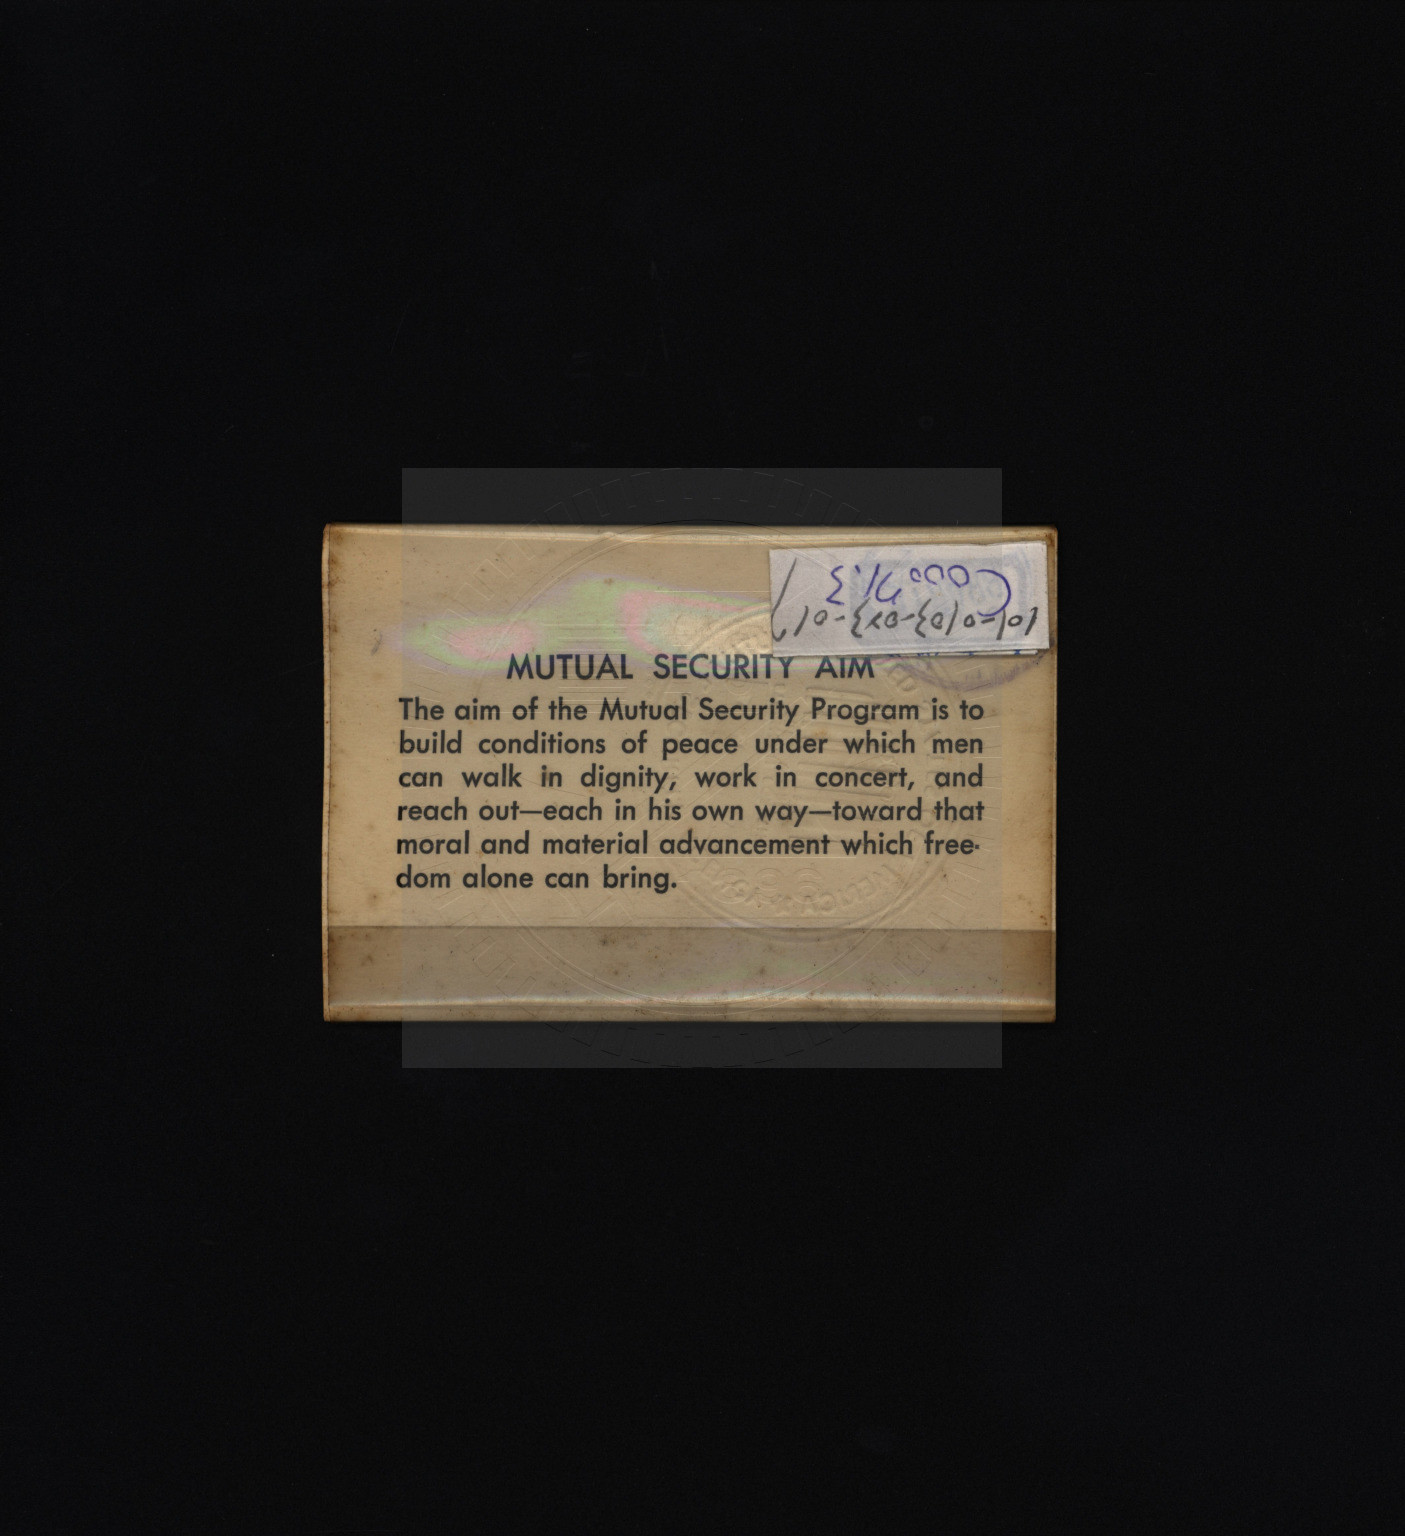 MUTUAL SECURITY AIM
The aim of the Mutual Security Program is to
build conditions of peace under which men
can walk in dignity, work in concert, and
reach out—each in his own way—toward that
moral and material advancement which free-
dom alone can bring.